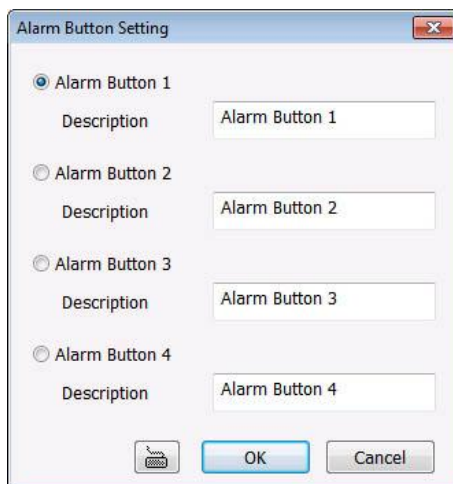 Alarm Button Setting
Alarm Button 1
Description Alarm Button 1
Alarm Button 2
Description Alarm Button 2
Alarm Button 3
Description Alarm Button 3
Alarm Button 4
Description Alarm Button 4
OK Cancel